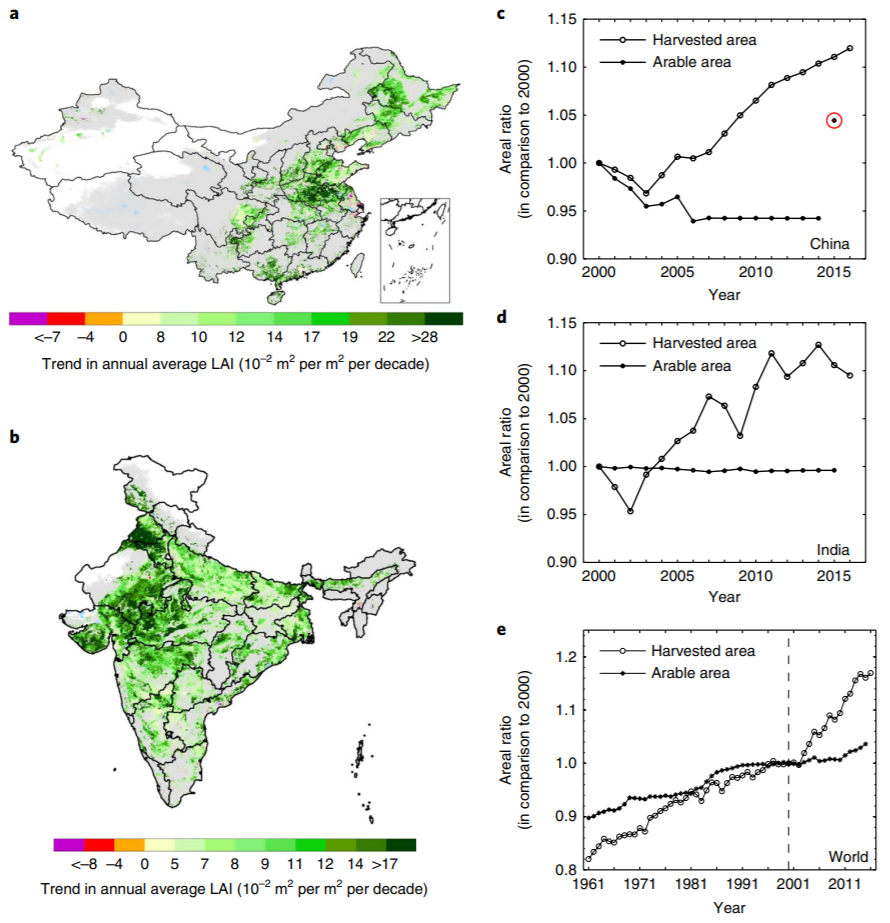 a
<–7 –4 0 8 10 12 14 17 19 22 >28
Trend in annual average LAI (10⁻² m² per m² per decade)
b
<–8 –4 0 5 7 8 9 11 12 14 >17
Trend in annual average LAI (10⁻² m² per m² per decade)
c
Harvested area
Arable area
Areal ratio
(in comparison to 2000)
1.15
1.10
1.05
1.00
0.95
0.90
China
2000 2005 2010 2015
Year
d
Harvested area
Arable area
Areal ratio
(in comparison to 2000)
1.15
1.10
1.05
1.00
0.95
0.90
India
2000 2005 2010 2015
Year
e
Harvested area
Arable area
Areal ratio
(in comparison to 2000)
1.2
1.1
1.0
0.9
0.8
World
1961 1971 1981 1991 2001 2011
Year